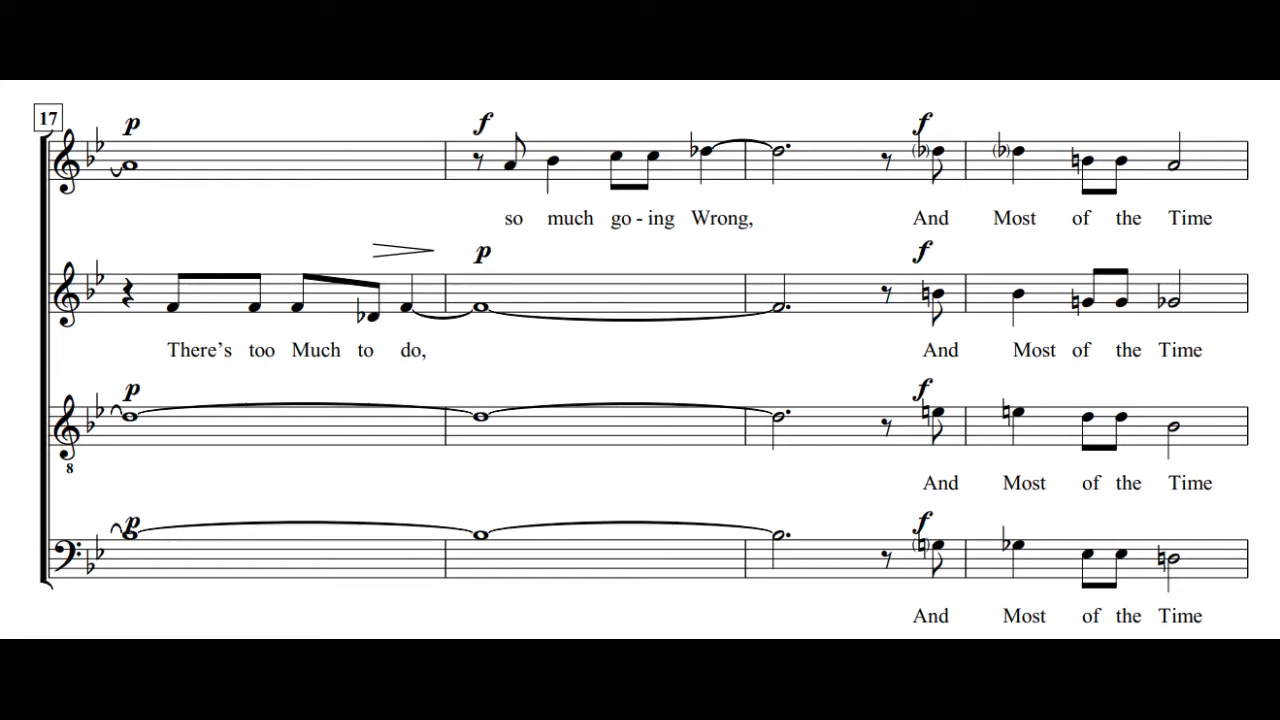 17
p f f
so much go - ing Wrong, And Most of the Time
p f
There's too Much to do, And Most of the Time
p f
8
And Most of the Time
p f
And Most of the Time